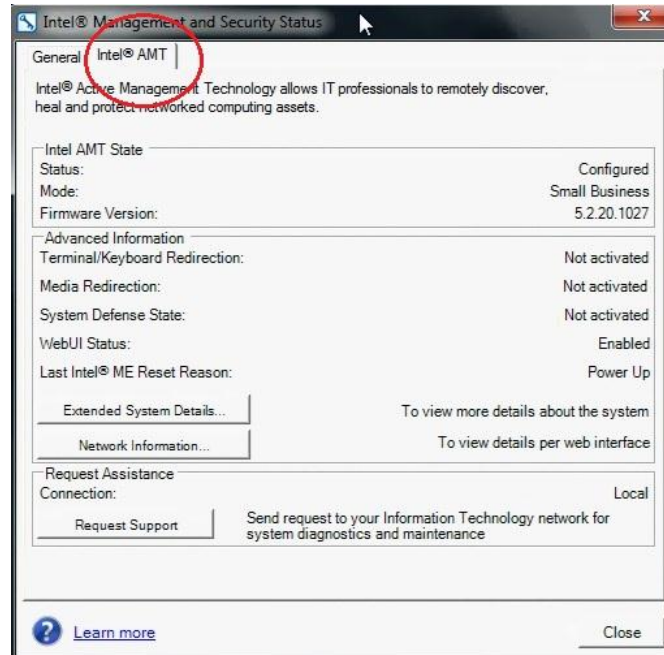 Intel® Management and Security Status
General Intel® AMT
Intel® Active Management Technology allows IT professionals to remotely discover,
heal and protect networked computing assets.
Intel AMT State
Status: Configured
Mode: Small Business
Firmware Version: 5.2.20.1027
Advanced Information
Terminal/Keyboard Redirection: Not activated
Media Redirection: Not activated
System Defense State: Not activated
WebUI Status: Enabled
Last Intel® ME Reset Reason: Power Up
Extended System Details... To view more details about the system
Network Information... To view details per web interface
Request Assistance
Connection: Local
Request Support Send request to your Information Technology network for
system diagnostics and maintenance
Learn more Close